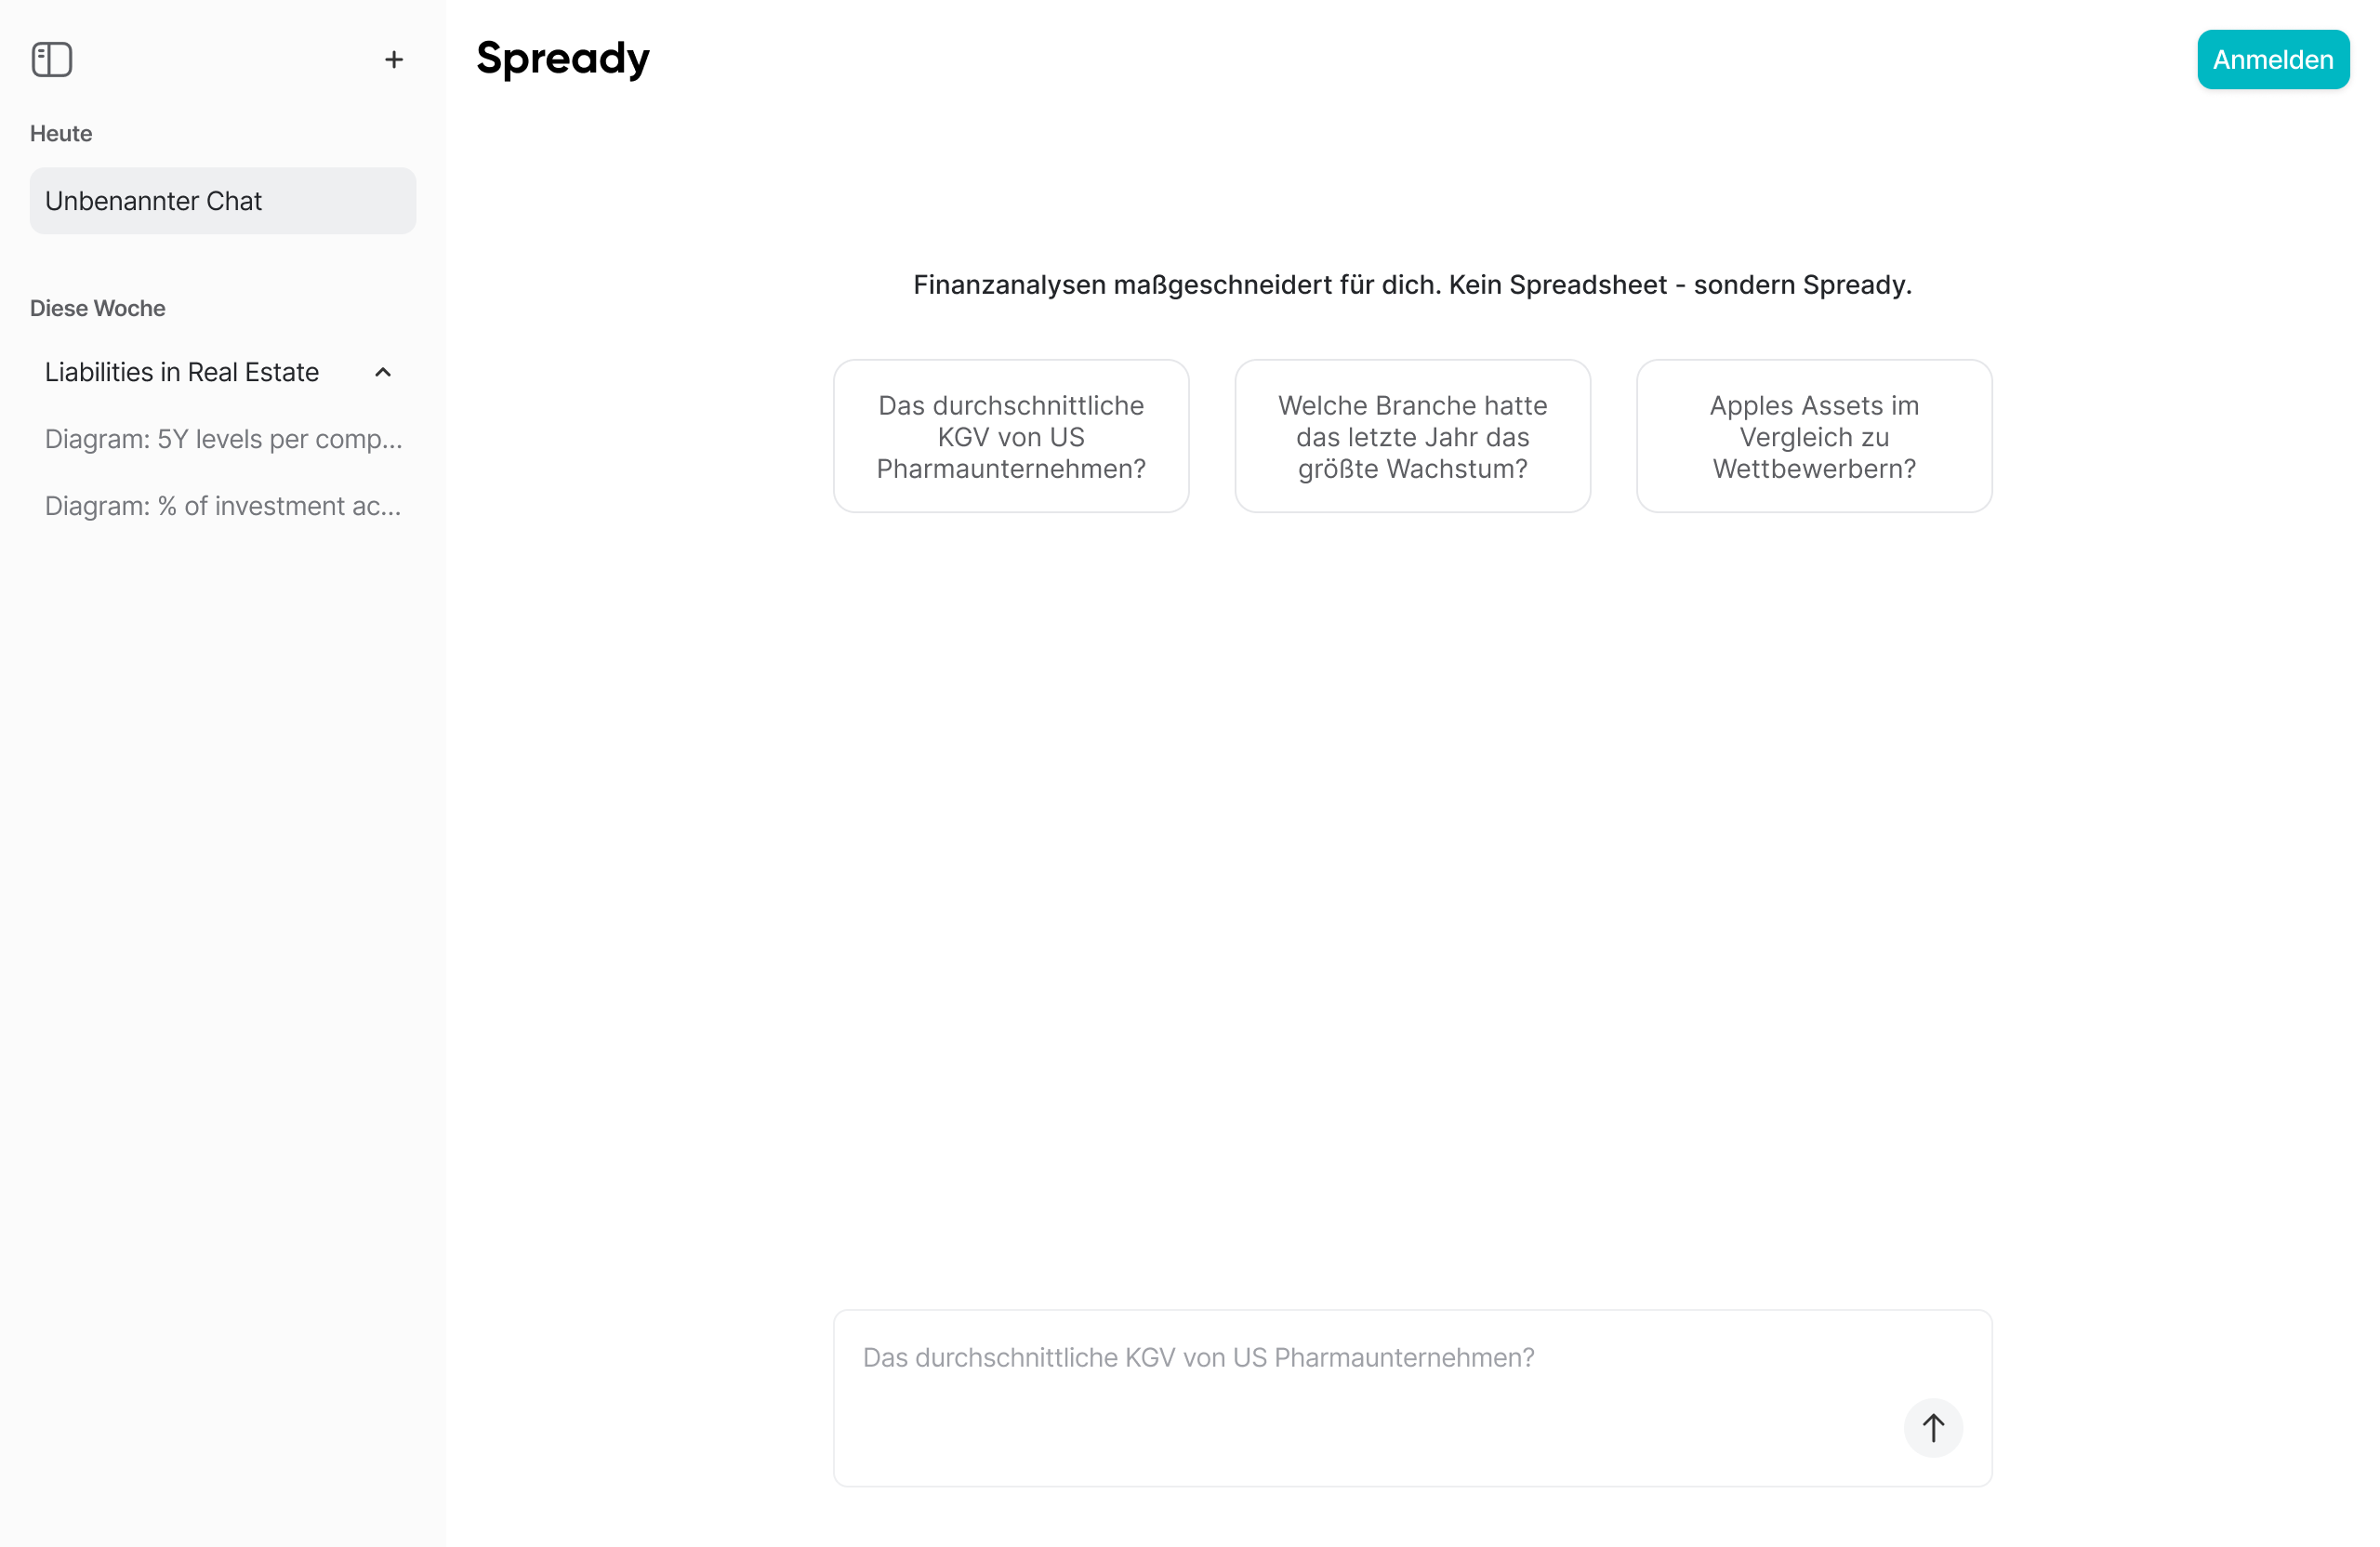 Heute
Unbenannter Chat
Diese Woche
Liabilities in Real Estate
Diagram: 5Y levels per comp...
Diagram: % of investment ac...
Spready
Anmelden
Finanzanalysen maßgeschneidert für dich. Kein Spreadsheet - sondern Spready.
Das durchschnittliche
KGV von US
Pharmaunternehmen?
Welche Branche hatte
das letzte Jahr das
größte Wachstum?
Apples Assets im
Vergleich zu
Wettbewerbern?
Das durchschnittliche KGV von US Pharmaunternehmen?